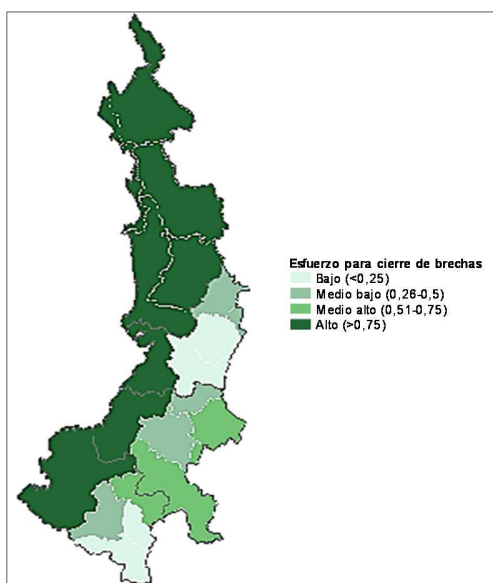 Esfuerzo para cierre de brechas
Bajo (<0,25)
Medio bajo (0,26-0,5)
Medio alto (0,51-0,75)
Alto (>0,75)